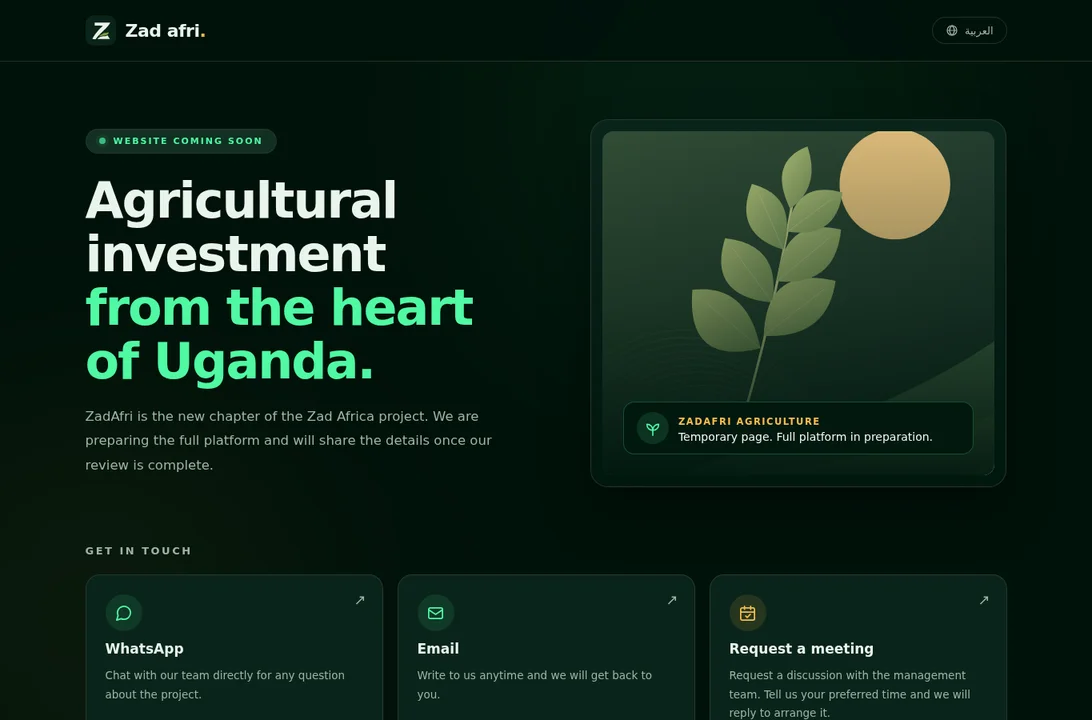 Zad afri.
العربية
WEBSITE COMING SOON
Agricultural
investment
from the heart
of Uganda.
ZadAfri is the new chapter of the Zad Africa project. We are
preparing the full platform and will share the details once our
review is complete.
ZADAFRI AGRICULTURE
Temporary page. Full platform in preparation.
GET IN TOUCH
WhatsApp
Chat with our team directly for any question
about the project.
Email
Write to us anytime and we will get back to
you.
Request a meeting
Request a discussion with the management
team. Tell us your preferred time and we will
reply to arrange it.